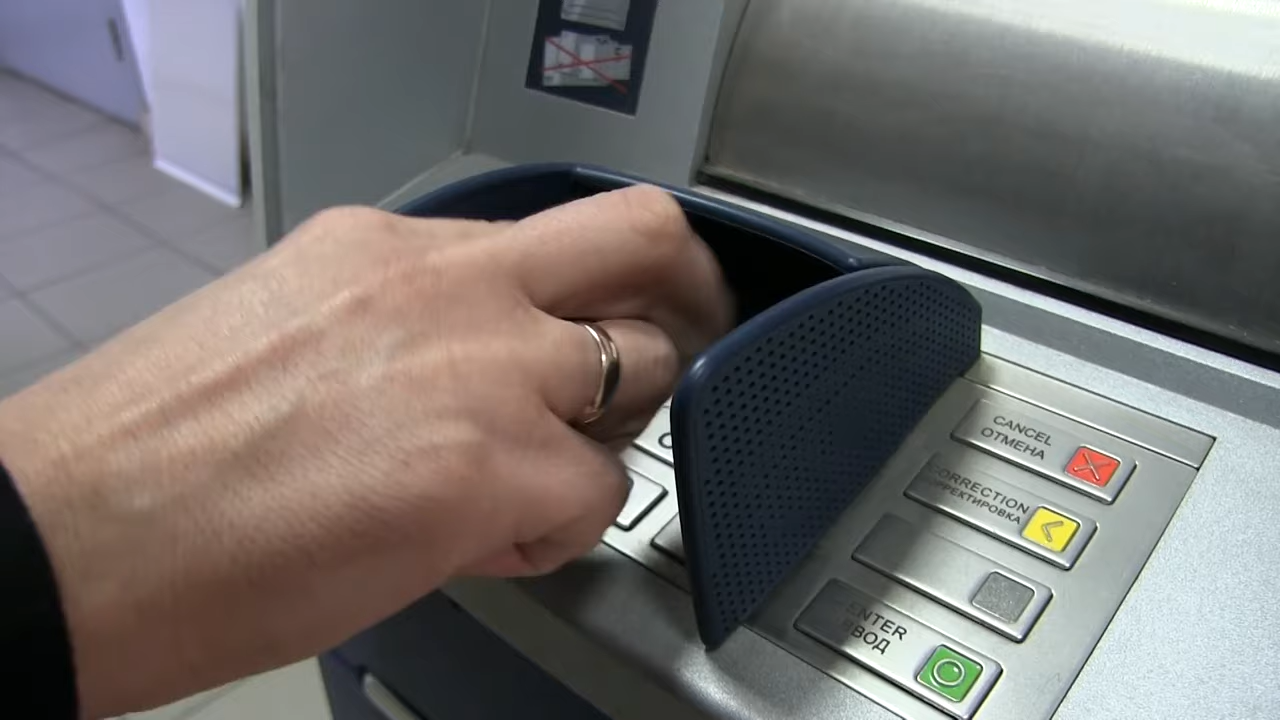 CANCEL
ОТМЕНА
CORRECTION
КОРРЕКТИРОВКА
ENTER
ВВОД